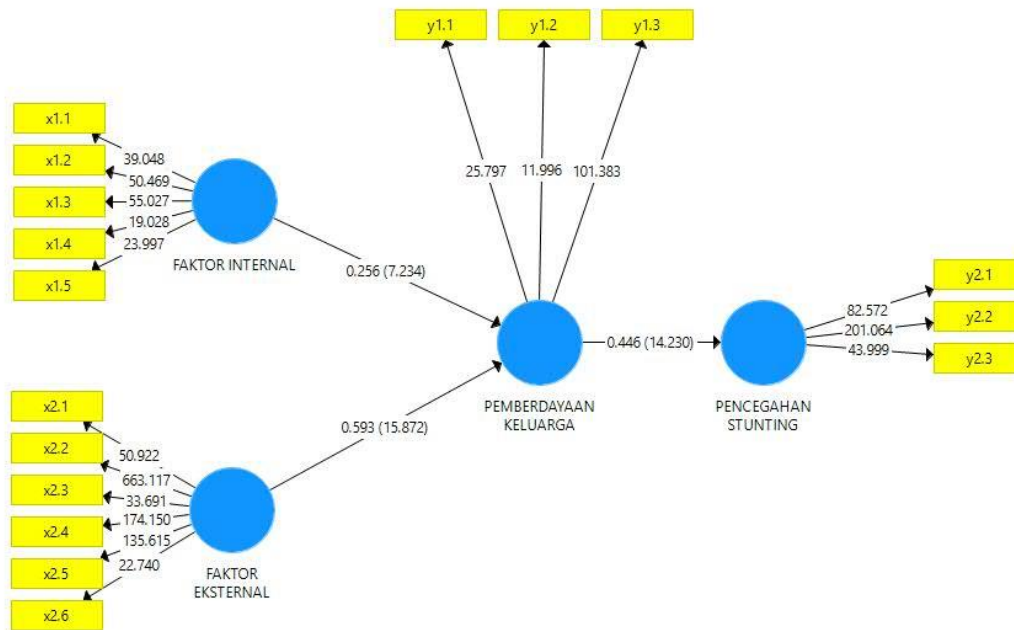 y1.1
y1.2
y1.3
x1.1
x1.2
x1.3
x1.4
x1.5
39.048
50.469
55.027
19.028
23.997
FAKTOR INTERNAL
25.797
11.996
101.383
0.256 (7.234)
0.446 (14.230)
PEMBERDAYAAN
KELUARGA
PENCEGAHAN
STUNTING
82.572
201.064
43.999
y2.1
y2.2
y2.3
0.593 (15.872)
x2.1
x2.2
x2.3
x2.4
x2.5
x2.6
50.922
663.117
33.691
174.150
135.615
22.740
FAKTOR
EKSTERNAL